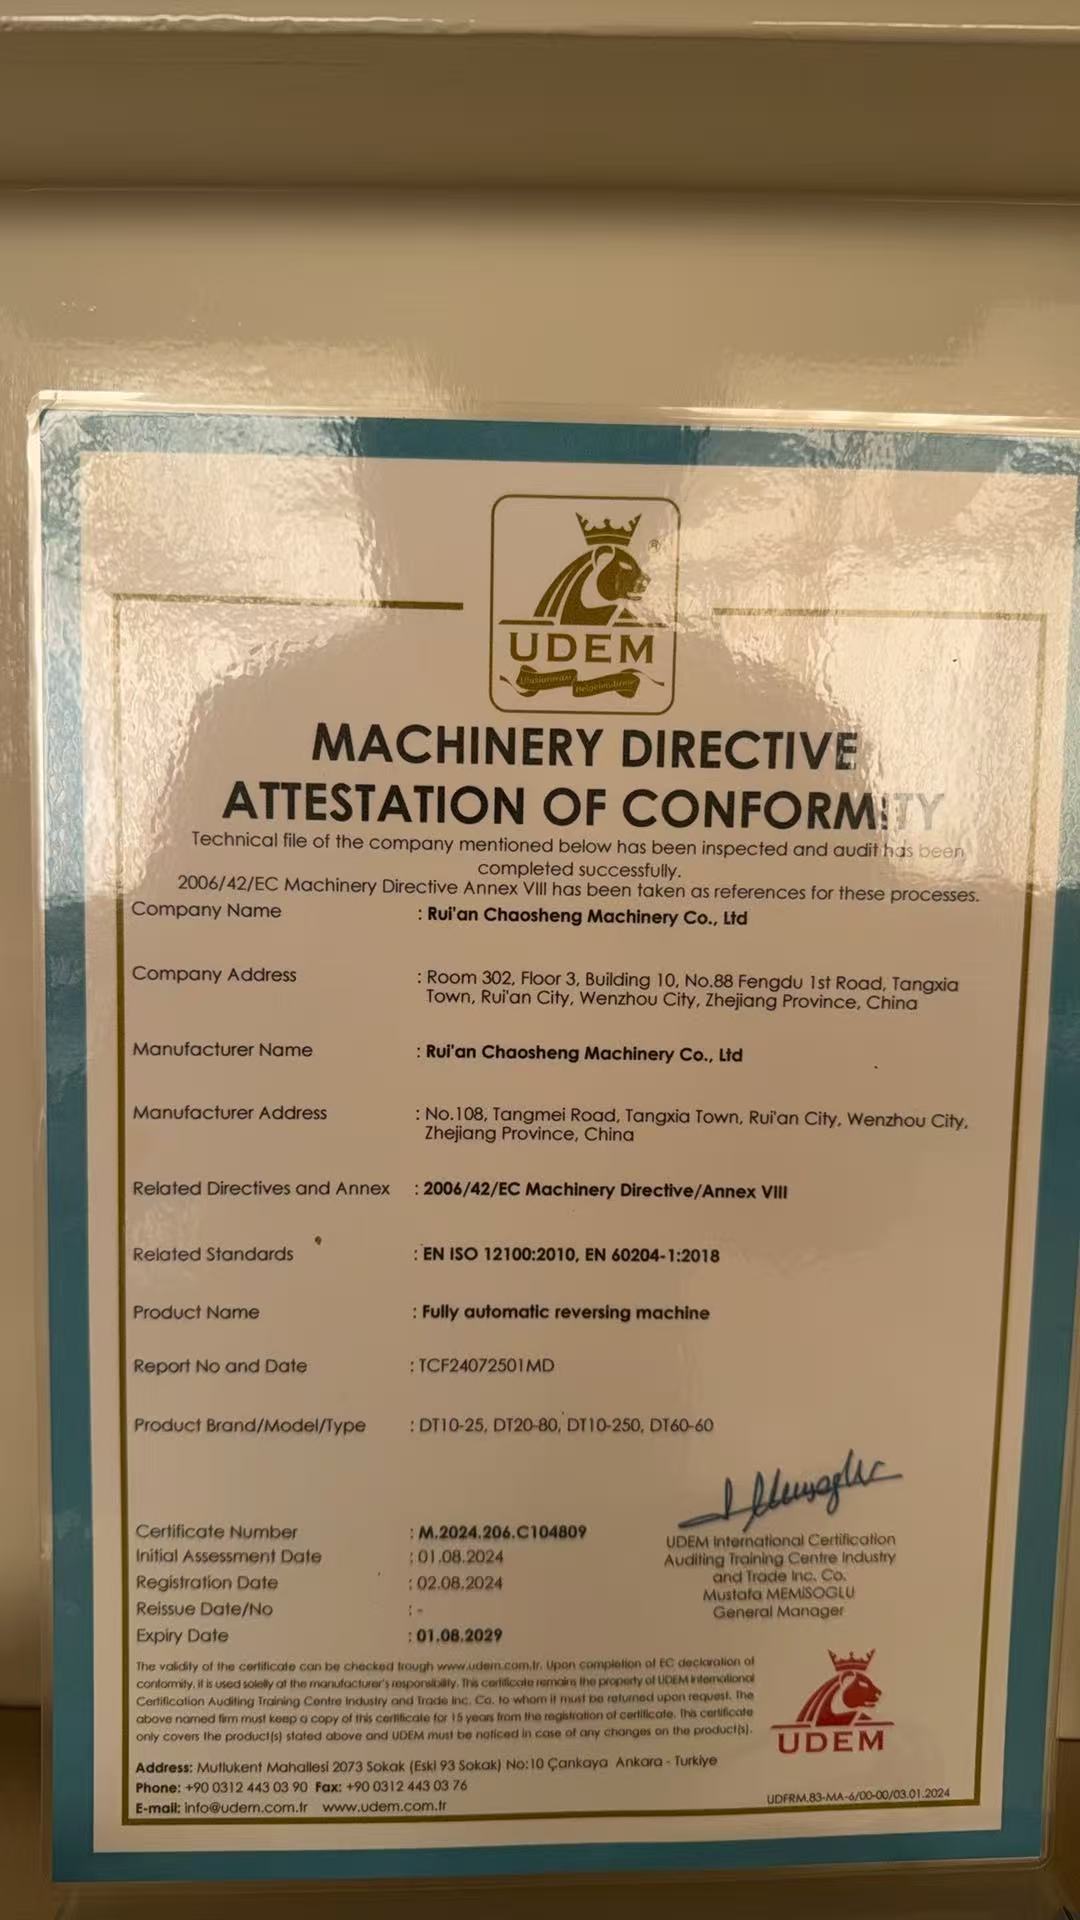 UDEM
Uluslararası Belgelendirme
MACHINERY DIRECTIVE
ATTESTATION OF CONFORMITY
Technical file of the company mentioned below has been inspected and audit has been
completed successfully.
2006/42/EC Machinery Directive Annex VIII has been taken as references for these processes.
Company Name : Rui'an Chaosheng Machinery Co., Ltd
Company Address : Room 302, Floor 3, Building 10, No.88 Fengdu 1st Road, Tangxia
Town, Rui'an City, Wenzhou City, Zhejiang Province, China
Manufacturer Name : Rui'an Chaosheng Machinery Co., Ltd
Manufacturer Address : No.108, Tangmei Road, Tangxia Town, Rui'an City, Wenzhou City,
Zhejiang Province, China
Related Directives and Annex : 2006/42/EC Machinery Directive/Annex VIII
Related Standards : EN ISO 12100:2010, EN 60204-1:2018
Product Name : Fully automatic reversing machine
Report No and Date : TCF24072501MD
Product Brand/Model/Type : DT10-25, DT20-80, DT10-250, DT60-60
Certificate Number : M.2024.206.C104809
Initial Assessment Date : 01.08.2024
Registration Date : 02.08.2024
Reissue Date/No : -
Expiry Date : 01.08.2029
UDEM International Certification
Auditing Training Centre Industry
and Trade Inc. Co.
Mustafa MEMİSOGLU
General Manager
The validity of the certificate can be checked trough www.udem.com.tr. Upon completion of EC declaration of
conformity, it is used solelly at the manufacturer's responsibility. This certificate remains the property of UDEM International
Certification Auditing Training Centre Industry and Trade Inc. Co. to whom it must be returned upon request. The
above named firm must keep a copy of this certificate for 15 years from the registration of certificate. This certificate
only covers the product(s) stated above and UDEM must be noticed in case of any changes on the product(s).
UDEM
Address: Mutlukent Mahallesi 2073 Sokak (Eski 93 Sokak) No:10 Çankaya Ankara - Turkiye
Phone: +90 0312 443 03 90 Fax: +90 0312 443 03 76
E-mail: info@udem.com.tr www.udem.com.tr
UDFRM.83-MA-6/00-00/03.01.2024